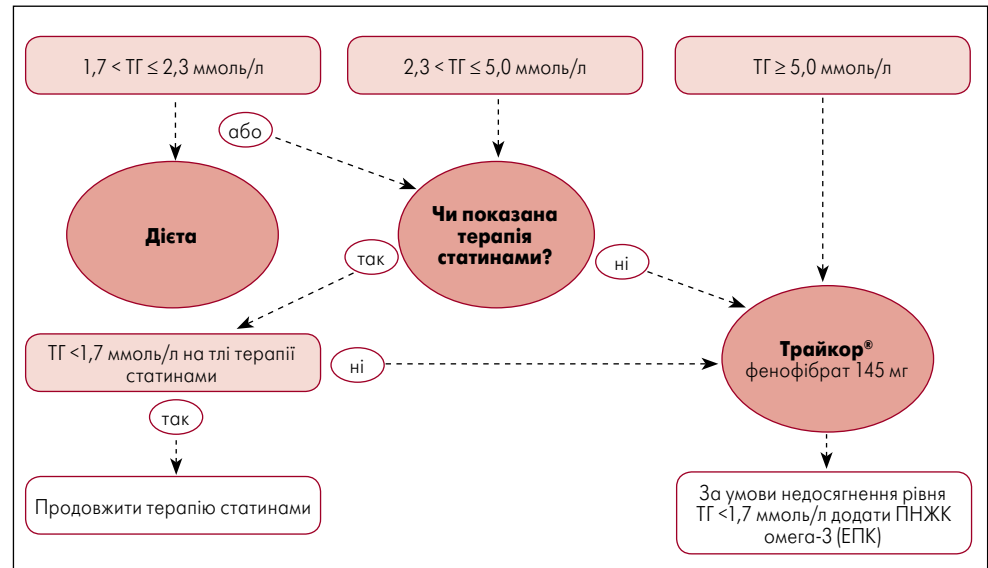 1,7 < ТГ ≤ 2,3 ммоль/л
2,3 < ТГ ≤ 5,0 ммоль/л
ТГ ≥ 5,0 ммоль/л
або
Дієта
Чи показана
терапія
статинами?
так
ні
ТГ <1,7 ммоль/л на тлі терапії
статинами
ні
Трайкор®
фенофібрат 145 мг
так
Продовжити терапію статинами
За умови недосягнення рівня
ТГ <1,7 ммоль/л додати ПНЖК
омега-3 (ЕПК)